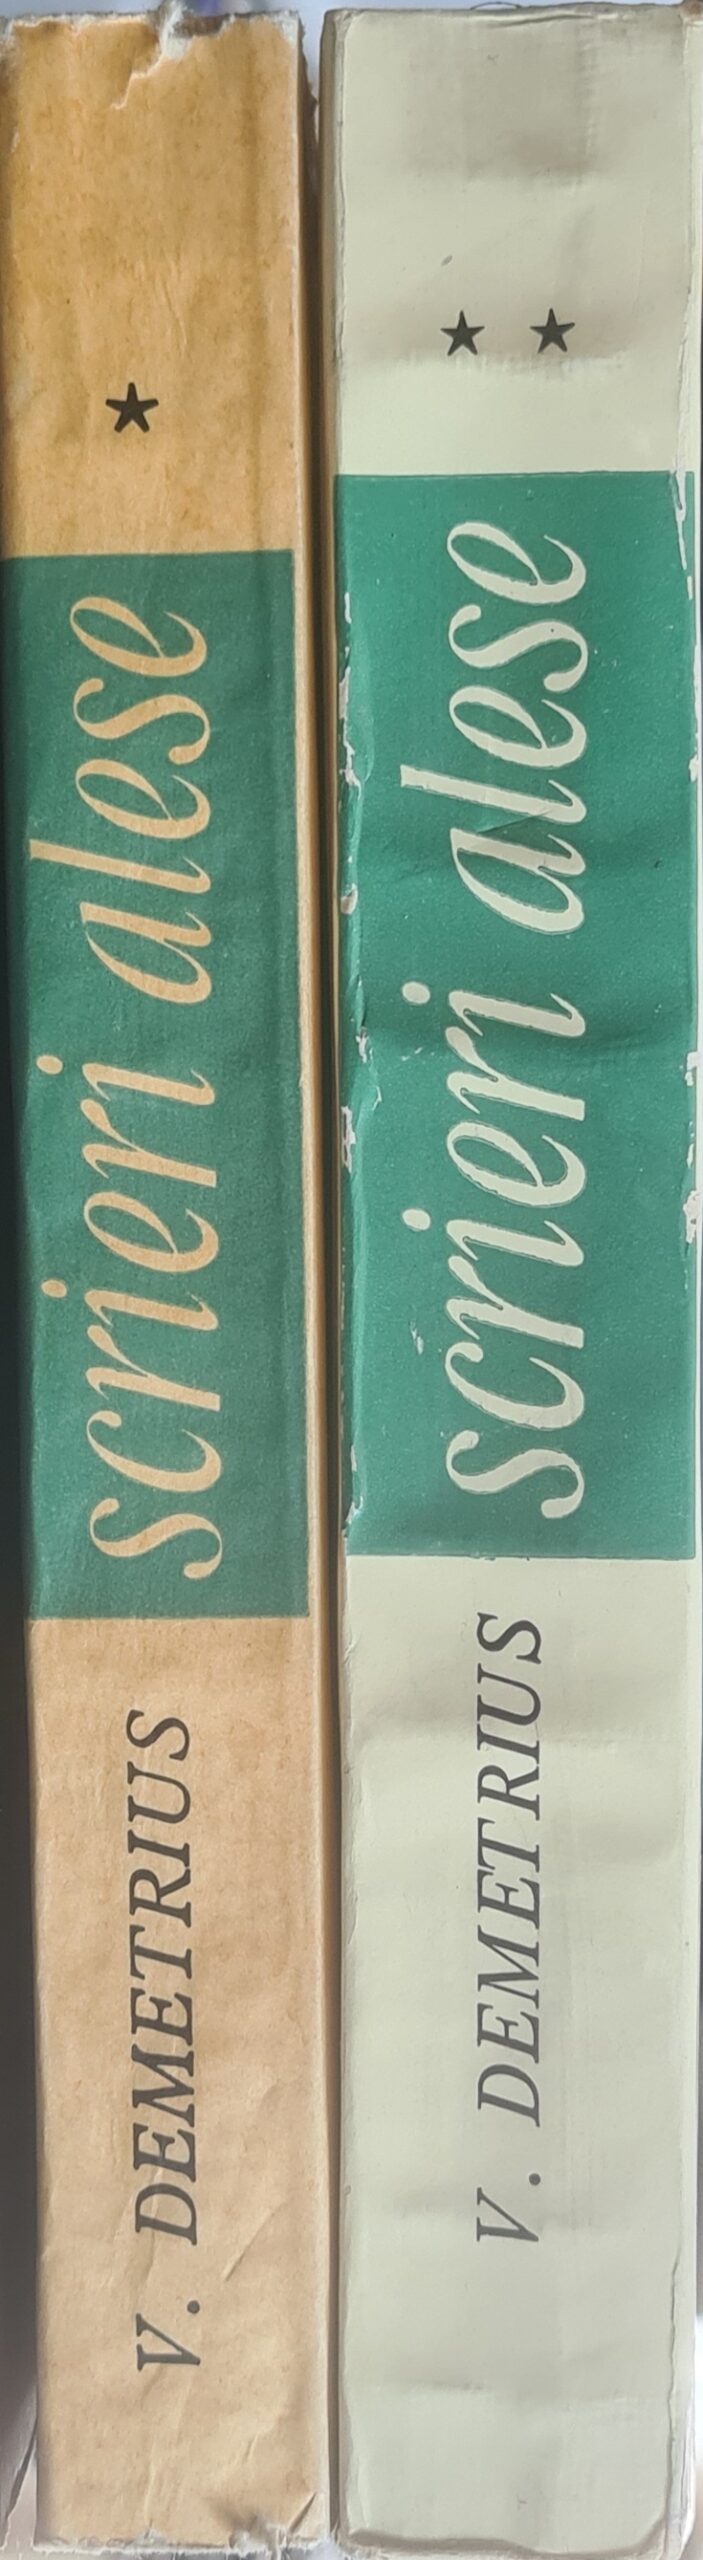 V. DEMETRIUS scrieri alese ★
V. DEMETRIUS scrieri alese ★★